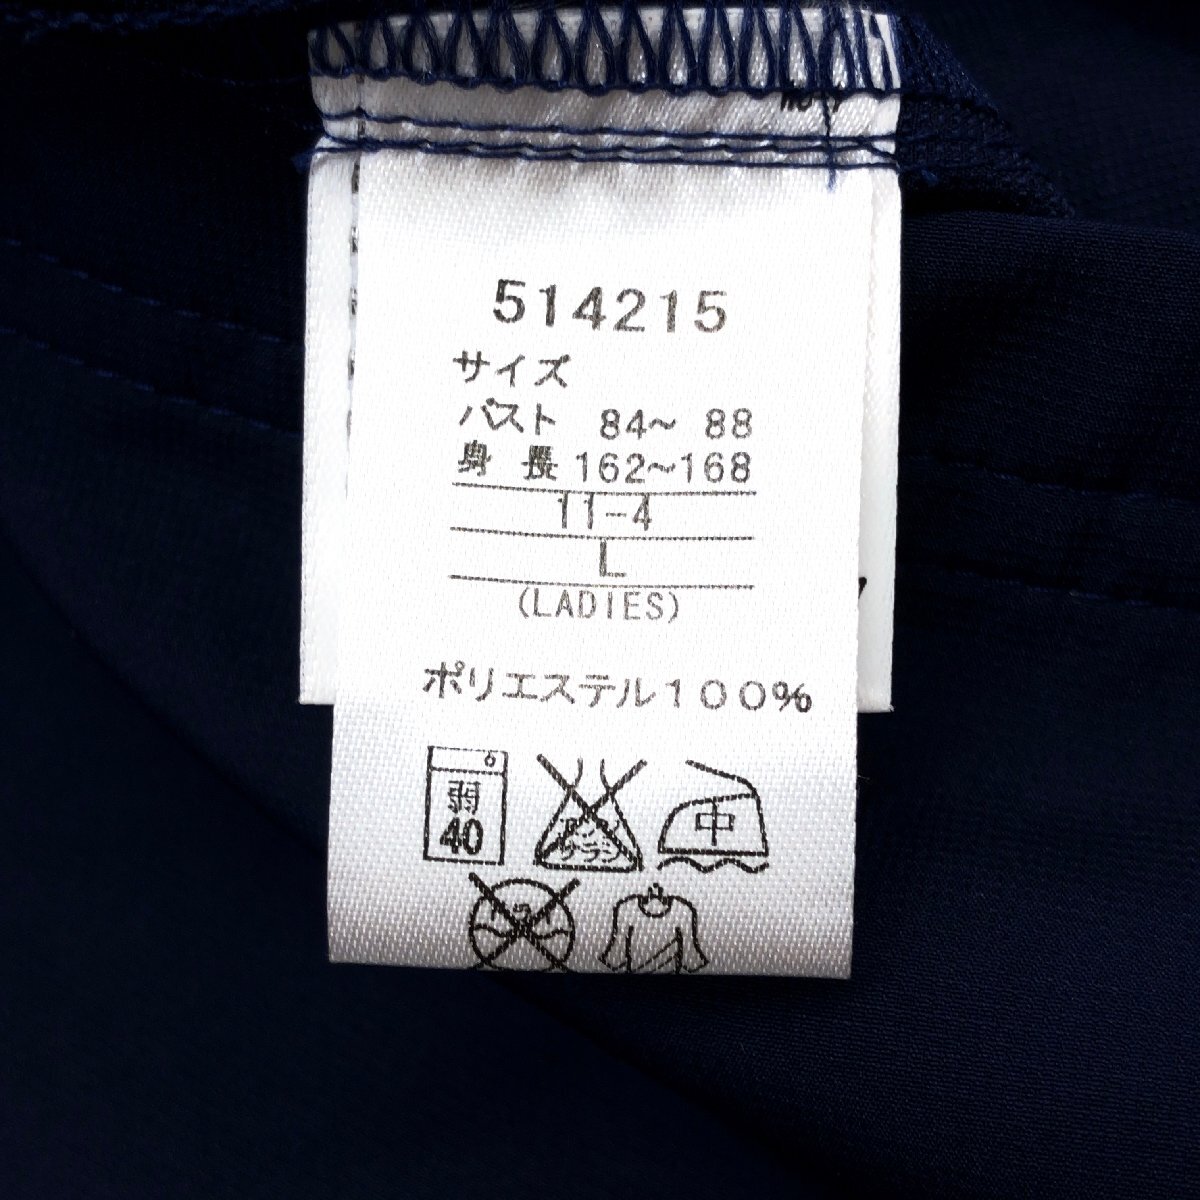 514215
サイズ
バスト 84～ 88
身 長 162～168
11-4
L
(LADIES)
ポリエステル100%
弱 中
40